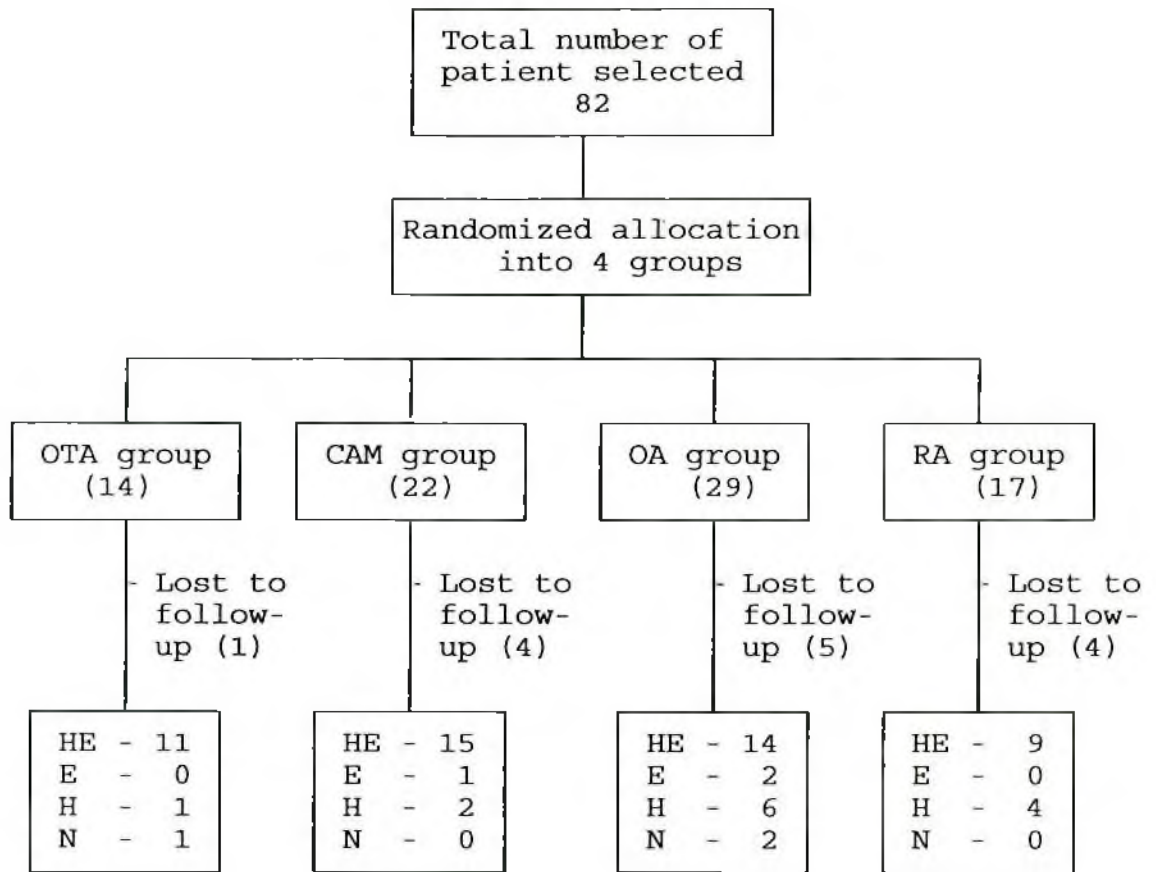 Total number of
patient selected
82
Randomized allocation
into 4 groups
OTA group
(14)
CAM group
(22)
OA group
(29)
RA group
(17)
- Lost to
follow-
up (1)
- Lost to
follow-
up (4)
- Lost to
follow-
up (5)
- Lost to
follow-
up (4)
HE - 11
E - 0
H - 1
N - 1
HE - 15
E - 1
H - 2
N - 0
HE - 14
E - 2
H - 6
N - 2
HE - 9
E - 0
H - 4
N - 0